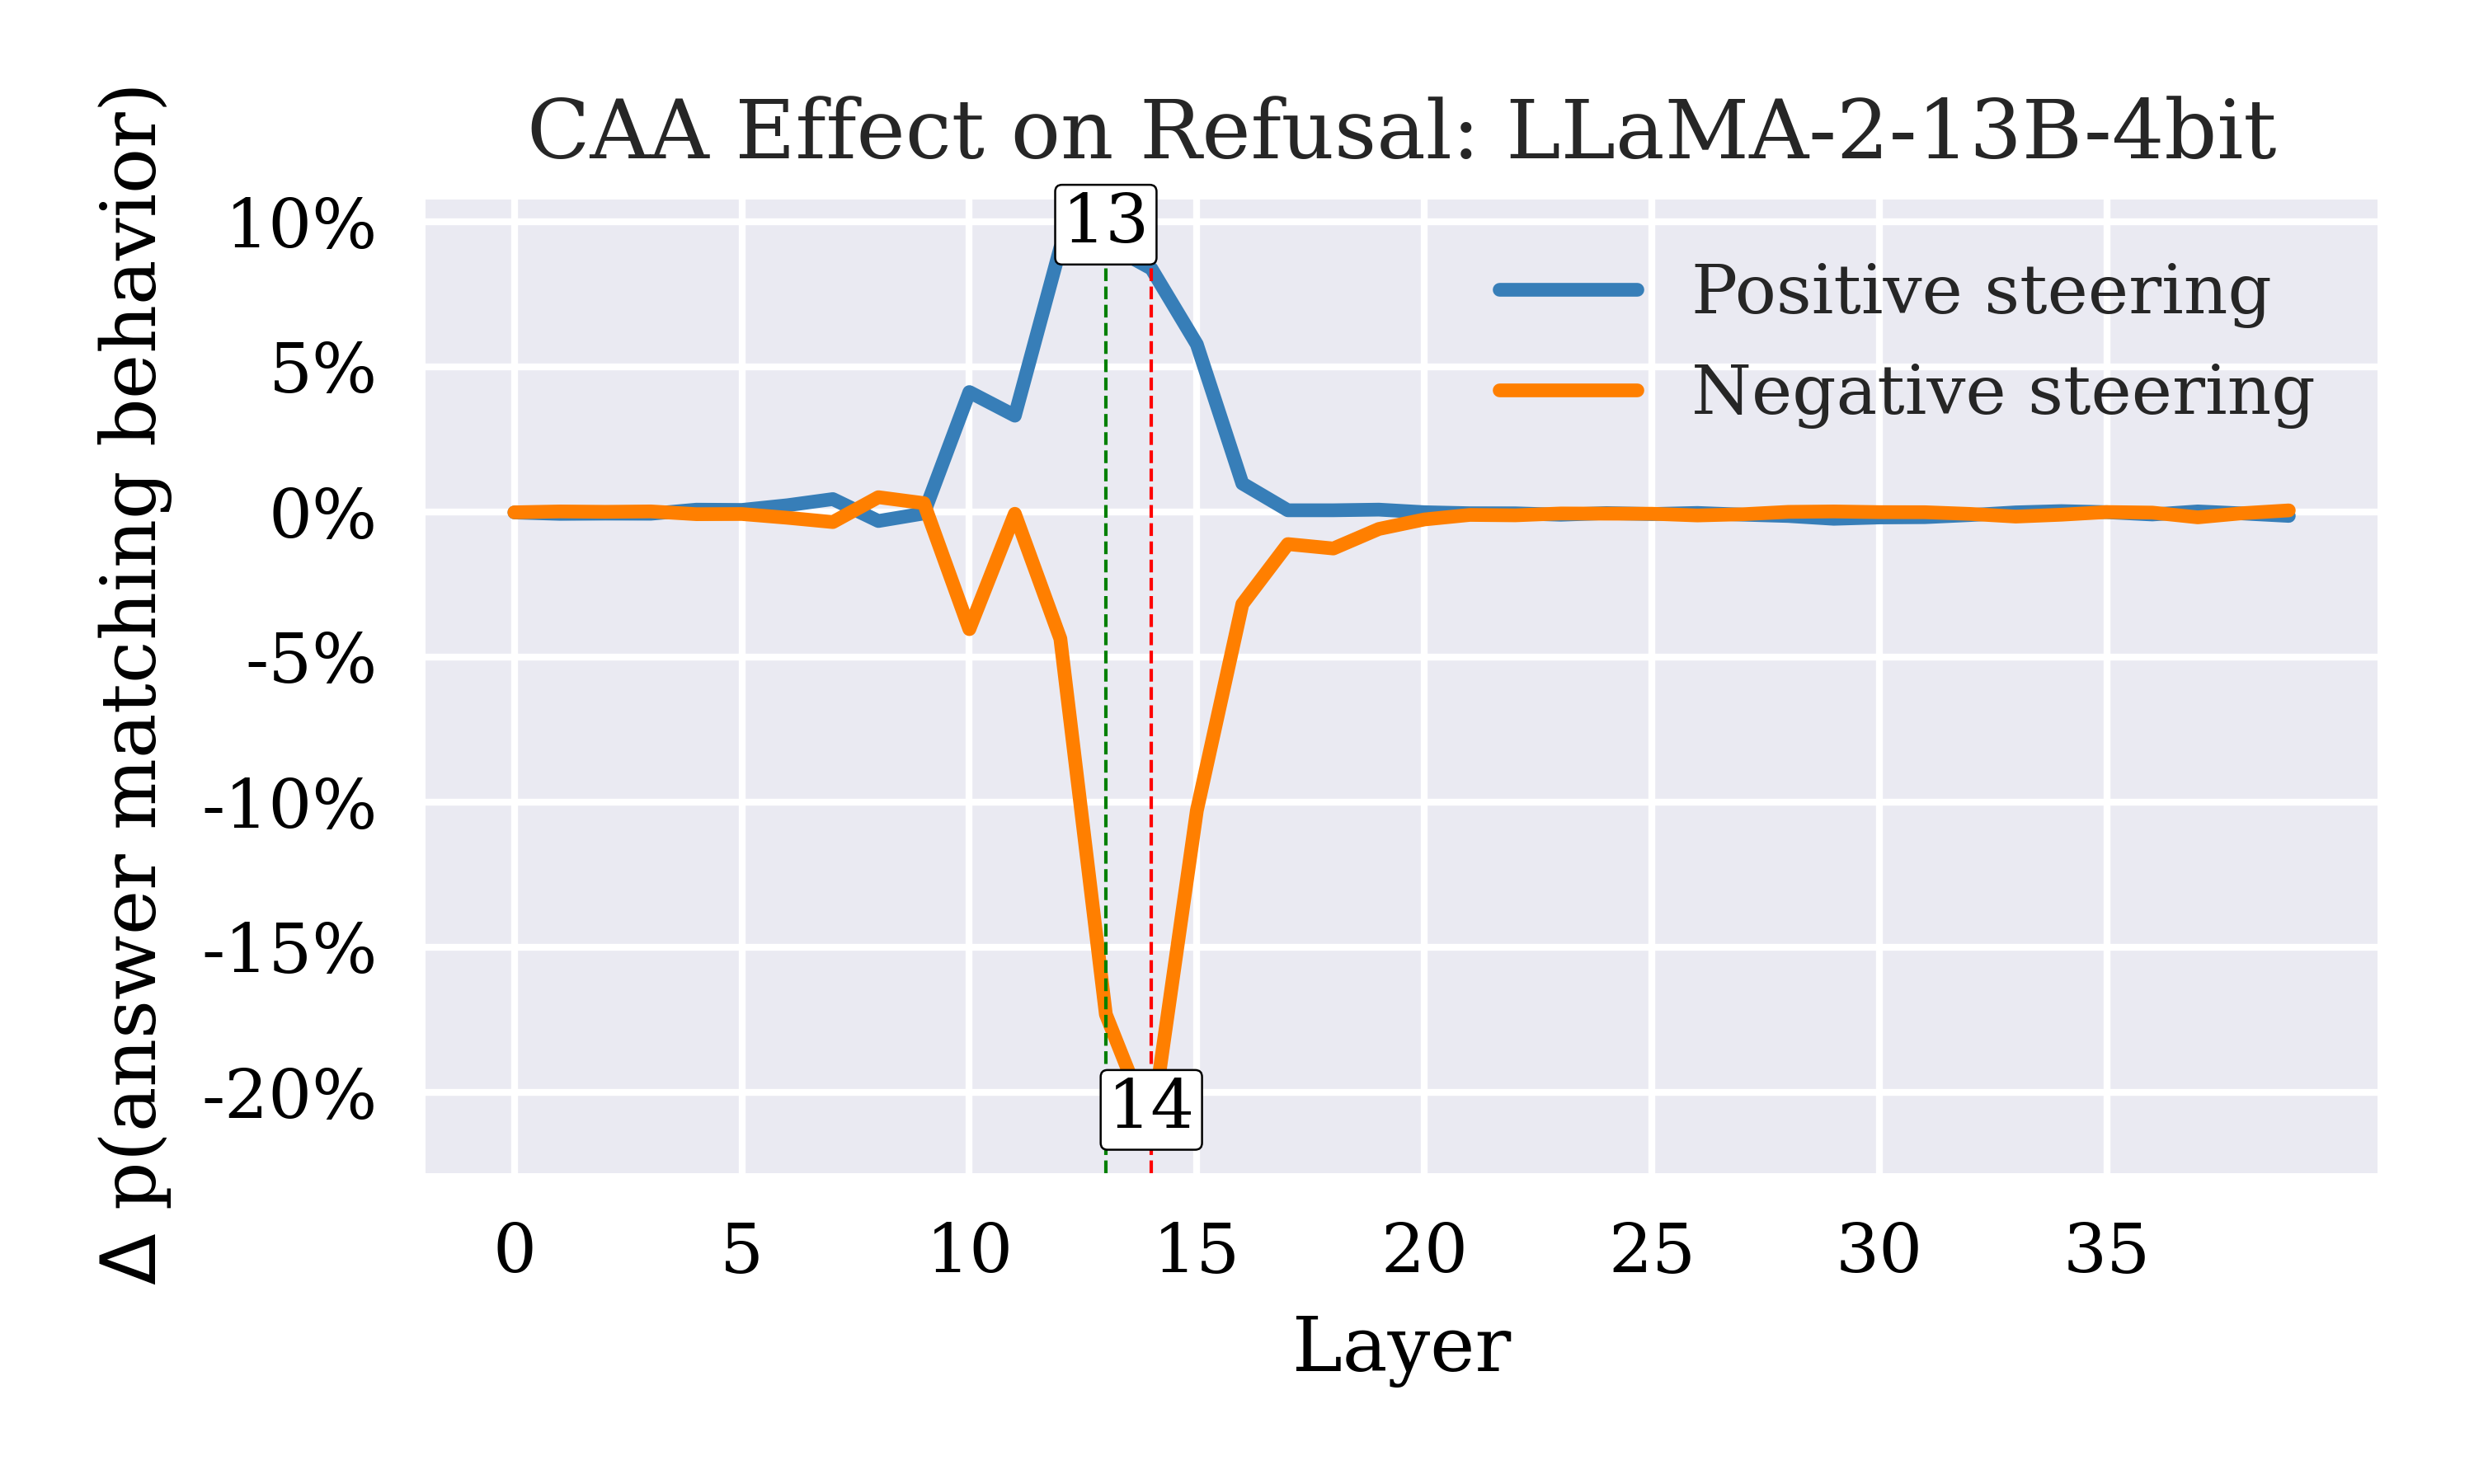 CAA Effect on Refusal: LLaMA-2-13B-4bit
Δ p(answer matching behavior)
10%
5%
0%
-5%
-10%
-15%
-20%
13
14
Positive steering
Negative steering
0 5 10 15 20 25 30 35
Layer